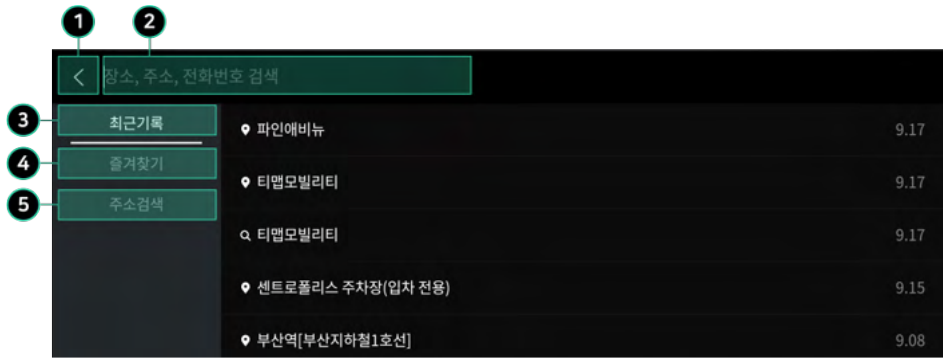 1 2
장소, 주소, 전화번호 검색
3 최근기록
4 즐겨찾기
5 주소검색
파인애비뉴 9.17
티맵모빌리티 9.17
티맵모빌리티 9.17
센트로폴리스 주차장(입차 전용) 9.15
부산역[부산지하철1호선] 9.08